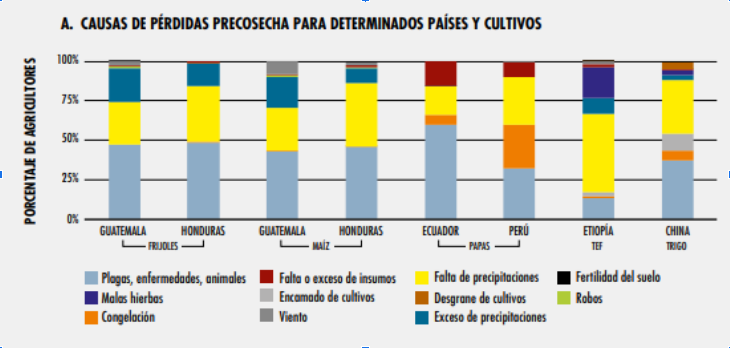 A. CAUSAS DE PÉRDIDAS PRECOSECHA PARA DETERMINADOS PAÍSES Y CULTIVOS
PORCENTAJE DE AGRICULTORES
100%
75%
50%
25%
0%
GUATEMALA HONDURAS GUATEMALA HONDURAS ECUADOR PERÚ ETIOPÍA CHINA
FRIJOLES MAÍZ PAPAS TEF TRIGO
Plagas, enfermedades, animales Falta o exceso de insumos Falta de precipitaciones Fertilidad del suelo
Malas hierbas Encamado de cultivos Desgrane de cultivos Robos
Congelación Viento Exceso de precipitaciones